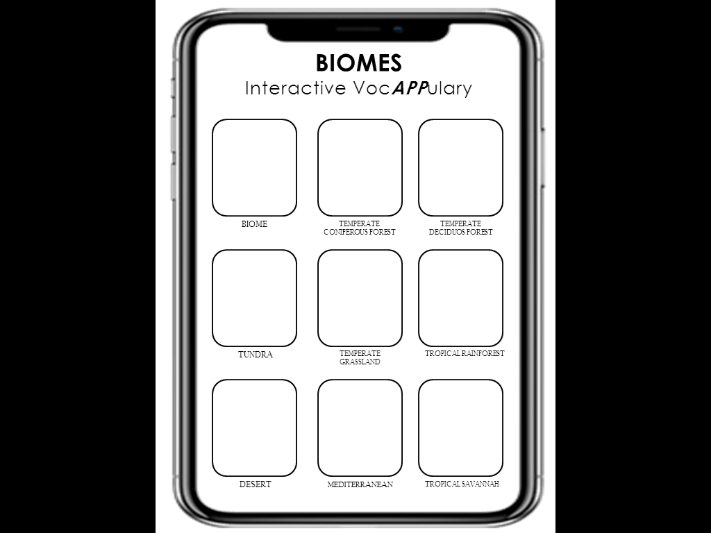 BIOMES
Interactive VocAPPulary
BIOME
TEMPERATE
CONIFEROUS FOREST
TEMPERATE
DECIDUOS FOREST
TUNDRA
TEMPERATE
GRASSLAND
TROPICAL RAINFOREST
DESERT
MEDITERRANEAN
TROPICAL SAVANNAH